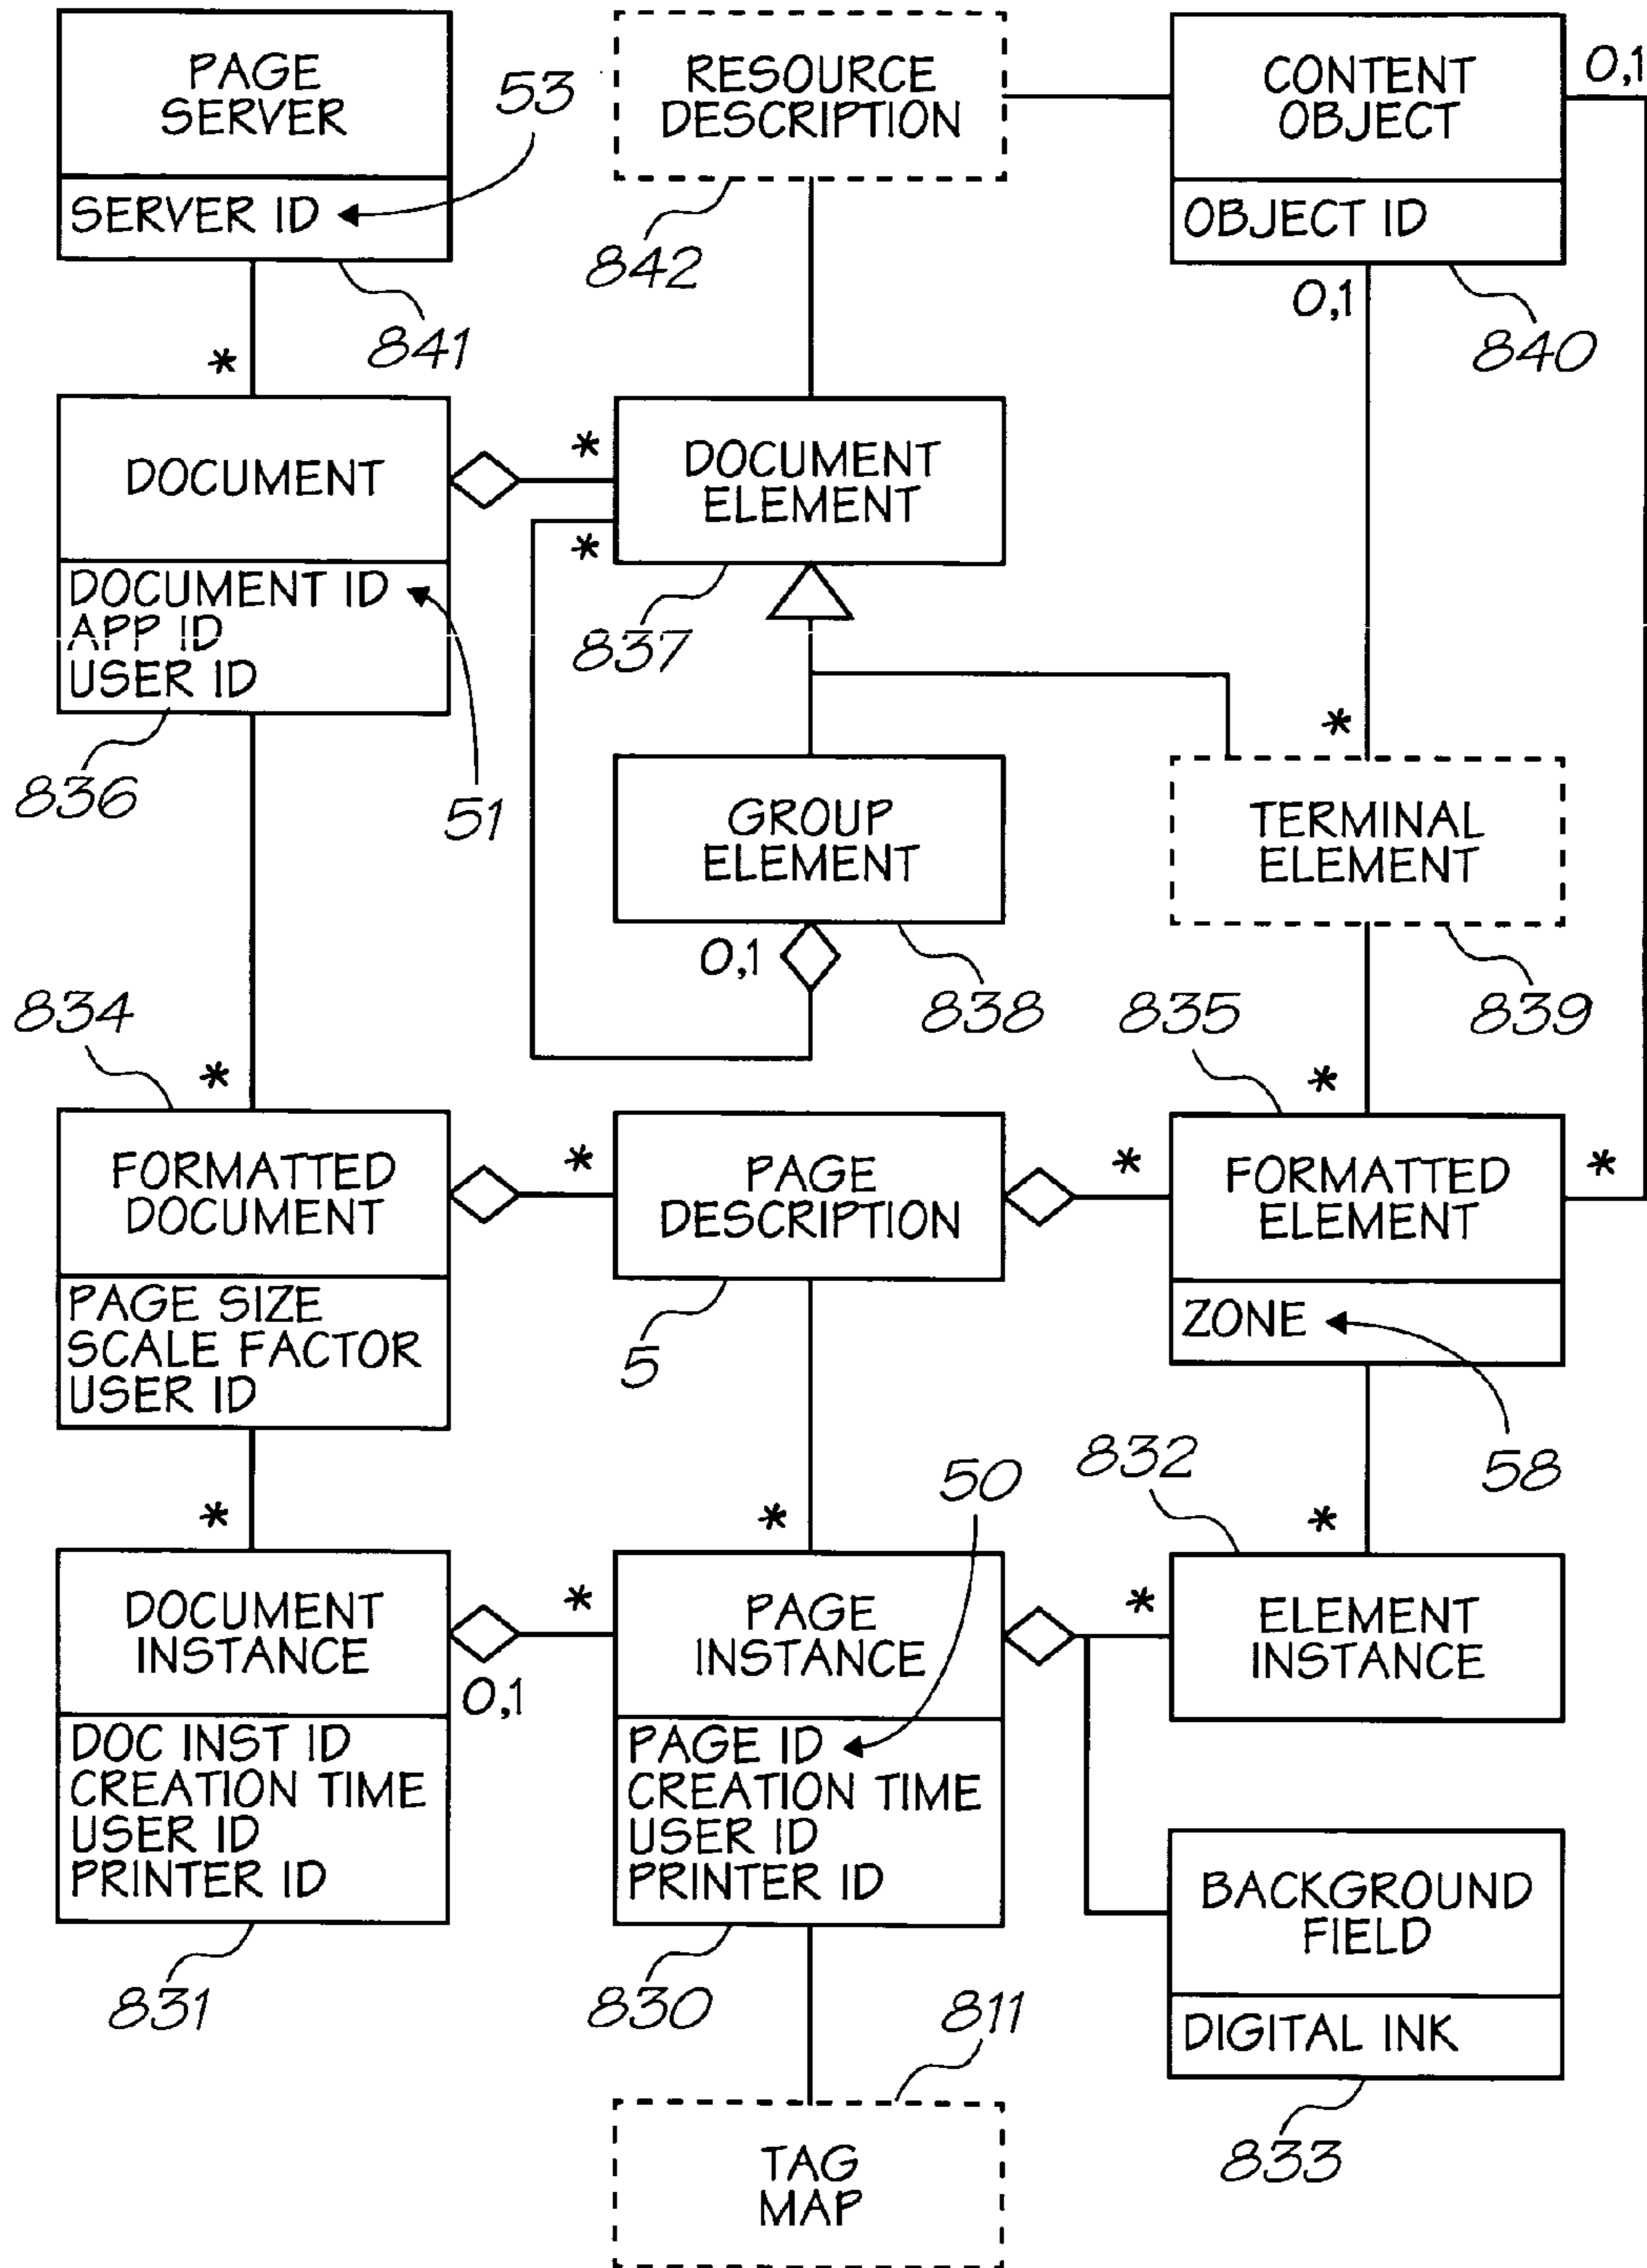 PAGE
SERVER
SERVER ID
53
841
RESOURCE
DESCRIPTION
842
CONTENT
OBJECT
OBJECT ID
0,1
0,1
840
*
DOCUMENT
DOCUMENT ID
APP ID
USER ID
836
51
*
*
DOCUMENT
ELEMENT
837
GROUP
ELEMENT
0,1
838
*
TERMINAL
ELEMENT
839
834
*
FORMATTED
DOCUMENT
PAGE SIZE
SCALE FACTOR
USER ID
*
PAGE
DESCRIPTION
5
835
*
*
*
FORMATTED
ELEMENT
ZONE
58
*
DOCUMENT
INSTANCE
DOC INST ID
CREATION TIME
USER ID
PRINTER ID
831
0,1
*
*
50
PAGE
INSTANCE
PAGE ID
CREATION TIME
USER ID
PRINTER ID
830
832
*
*
ELEMENT
INSTANCE
BACKGROUND
FIELD
DIGITAL INK
833
811
TAG
MAP